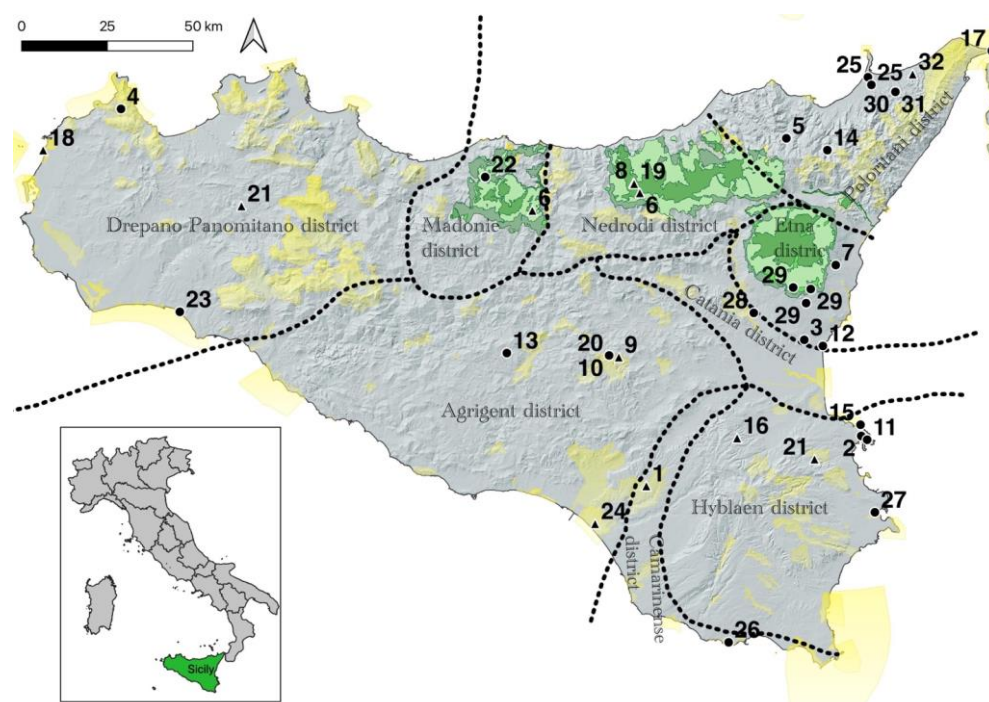 0 25 50 km
17
32
25 25
4
30 31
5
14
18
Peloritani district
22
8 19
21
6 6
Drepano-Panomitano district
Madonie
district
Nedrodi district
Etna
district
7
29
29
23
28
29
Catania district
3
12
13
20 9
10
Agrigent district
15
11
16
2
21
1
Hyblaen district
27
24
Camarinense
district
26
Sicily